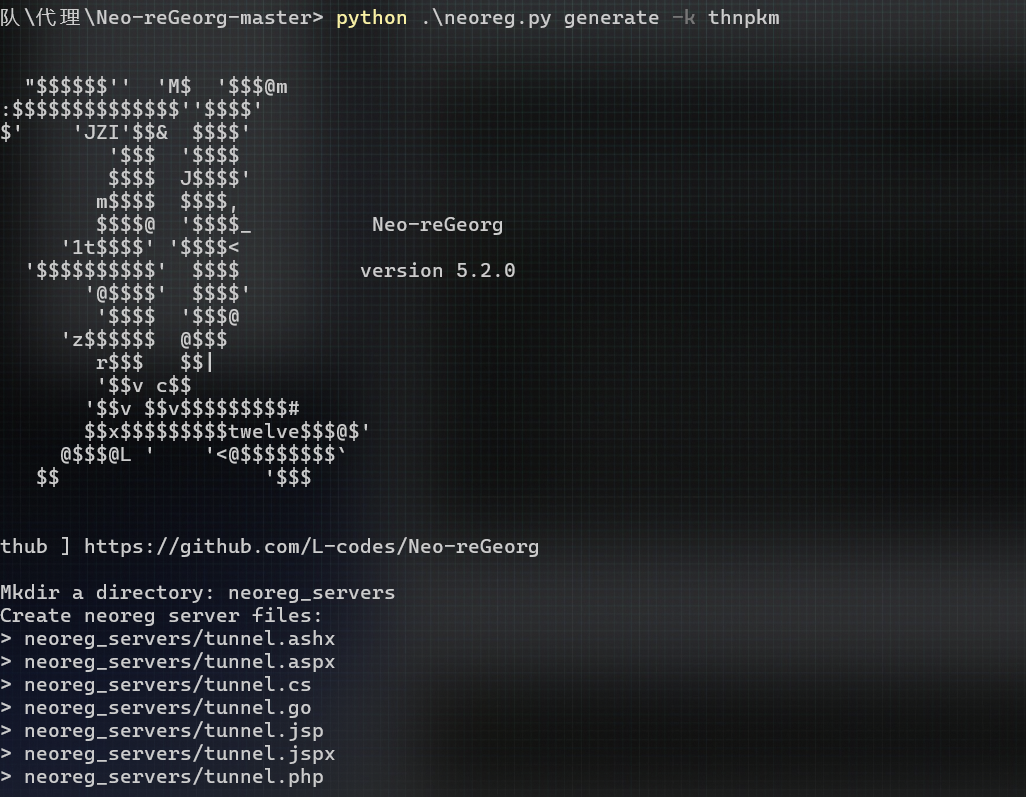 队\代理\Neo-reGeorg-master> python .\neoreg.py generate -k thnpkm
"$$$$$$''  'M$  '$$$@m
:$$$$$$$$$$$$$$''$$$$'
$'    'JZI'$$&  $$$$'
'$$$  '$$$$
$$$$  J$$$$'
m$$$$  $$$$,
$$$$@  '$$$$_          Neo-reGeorg
'1t$$$$' '$$$$<
'$$$$$$$$$$'  $$$$          version 5.2.0
'@$$$$'  $$$$'
'$$$$  '$$$@
'z$$$$$$  @$$$
r$$$   $$|
'$$v c$$
'$$v $$v$$$$$$$$$#
$$x$$$$$$$$$twelve$$$@$'
@$$$@L '    '<@$$$$$$$$`
$$                 '$$$
thub ] https://github.com/L-codes/Neo-reGeorg
Mkdir a directory: neoreg_servers
Create neoreg server files:
> neoreg_servers/tunnel.ashx
> neoreg_servers/tunnel.aspx
> neoreg_servers/tunnel.cs
> neoreg_servers/tunnel.go
> neoreg_servers/tunnel.jsp
> neoreg_servers/tunnel.jspx
> neoreg_servers/tunnel.php